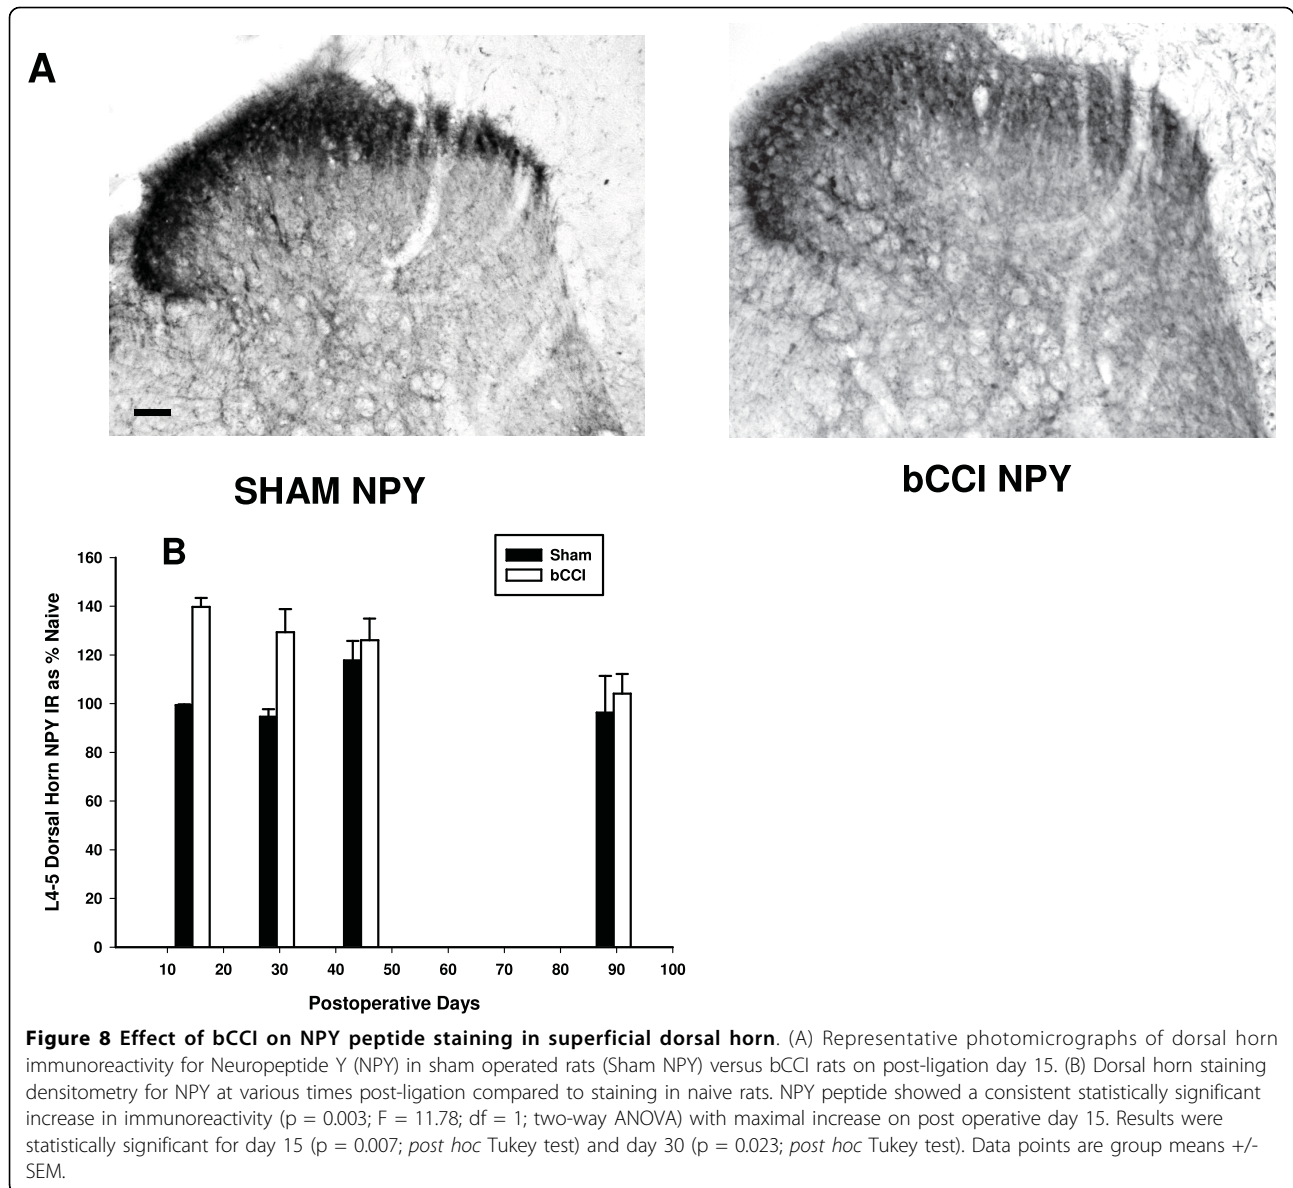 A
SHAM NPY
bCCI NPY
B
Sham
bCCI
L4-5 Dorsal Horn NPY IR as % Naive
160
140
120
100
80
60
40
20
0
10 20 30 40 50 60 70 80 90 100
Postoperative Days
Figure 8 Effect of bCCI on NPY peptide staining in superficial dorsal horn. (A) Representative photomicrographs of dorsal horn
immunoreactivity for Neuropeptide Y (NPY) in sham operated rats (Sham NPY) versus bCCI rats on post-ligation day 15. (B) Dorsal horn staining
densitometry for NPY at various times post-ligation compared to staining in naive rats. NPY peptide showed a consistent statistically significant
increase in immunoreactivity (p = 0.003; F = 11.78; df = 1; two-way ANOVA) with maximal increase on post operative day 15. Results were
statistically significant for day 15 (p = 0.007; post hoc Tukey test) and day 30 (p = 0.023; post hoc Tukey test). Data points are group means +/-
SEM.